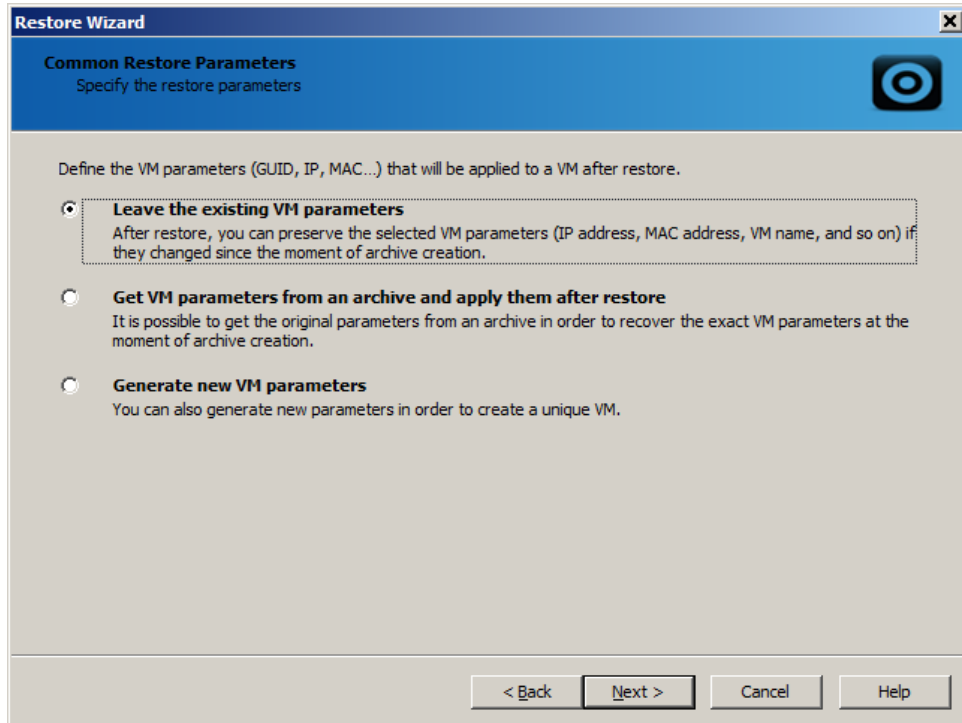 Restore Wizard
Common Restore Parameters
Specify the restore parameters
Define the VM parameters (GUID, IP, MAC...) that will be applied to a VM after restore.
Leave the existing VM parameters
After restore, you can preserve the selected VM parameters (IP address, MAC address, VM name, and so on) if
they changed since the moment of archive creation.
Get VM parameters from an archive and apply them after restore
It is possible to get the original parameters from an archive in order to recover the exact VM parameters at the
moment of archive creation.
Generate new VM parameters
You can also generate new parameters in order to create a unique VM.
< Back Next > Cancel Help